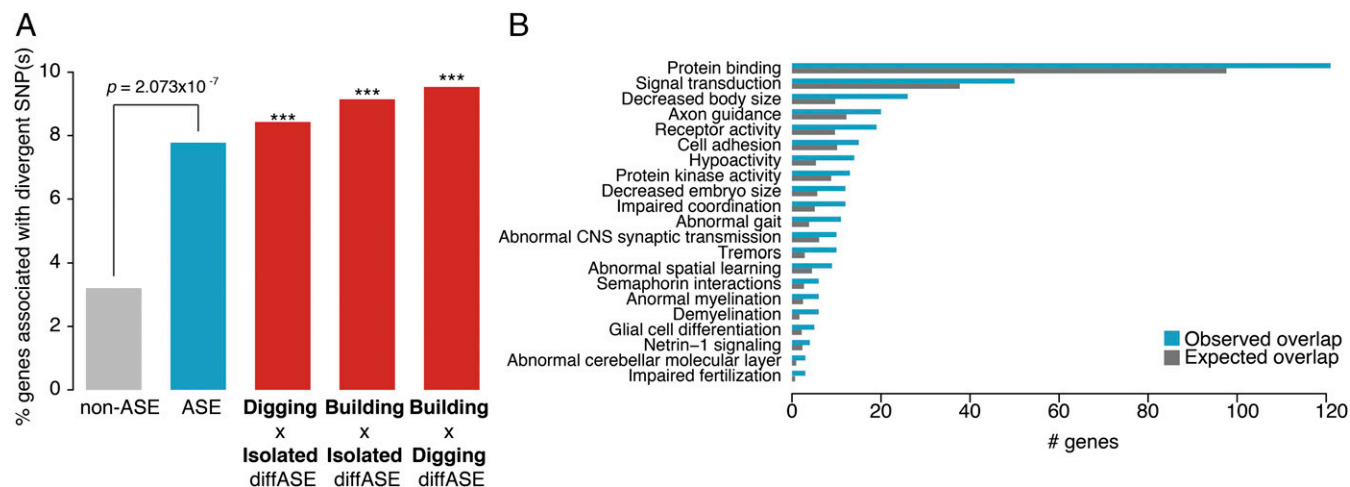 A
% genes associated with divergent SNP(s)
10
8
6
4
2
0
p = 2.073x10 -7
***
***
***
non-ASE
ASE
Digging
x
Isolated
diffASE
Building
x
Isolated
diffASE
Building
x
Digging
diffASE
B
Protein binding
Signal transduction
Decreased body size
Axon guidance
Receptor activity
Cell adhesion
Hypoactivity
Protein kinase activity
Decreased embryo size
Impaired coordination
Abnormal gait
Abnormal CNS synaptic transmission
Tremors
Abnormal spatial learning
Semaphorin interactions
Anormal myelination
Demyelination
Glial cell differentiation
Netrin−1 signaling
Abnormal cerebellar molecular layer
Impaired fertilization
Observed overlap
Expected overlap
0 20 40 60 80 100 120
# genes